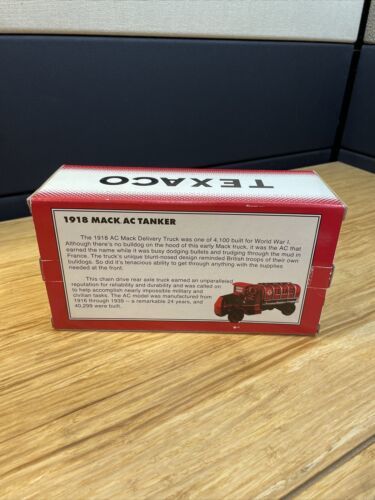 TEXACO
1918 MACK AC TANKER
The 1918 AC Mack Delivery Truck was one of 4,100 built for World War I.
Although there's no bulldog on the hood of this early Mack truck, it was the AC that
earned the name while it was busy dodging bullets and trudging through the mud in
France. The truck's unique blunt-nosed design reminded British troops of their own
bulldogs. So did it's tenacious ability to get through anything with the supplies
needed at the front.
This chain drive rear axle truck earned an unparalleled
reputation for reliability and durability and was called on
to help accomplish nearly impossible military and
civilian tasks. The AC model was manufactured from
1916 through 1939 – a remarkable 24 years, and
40,299 were built.